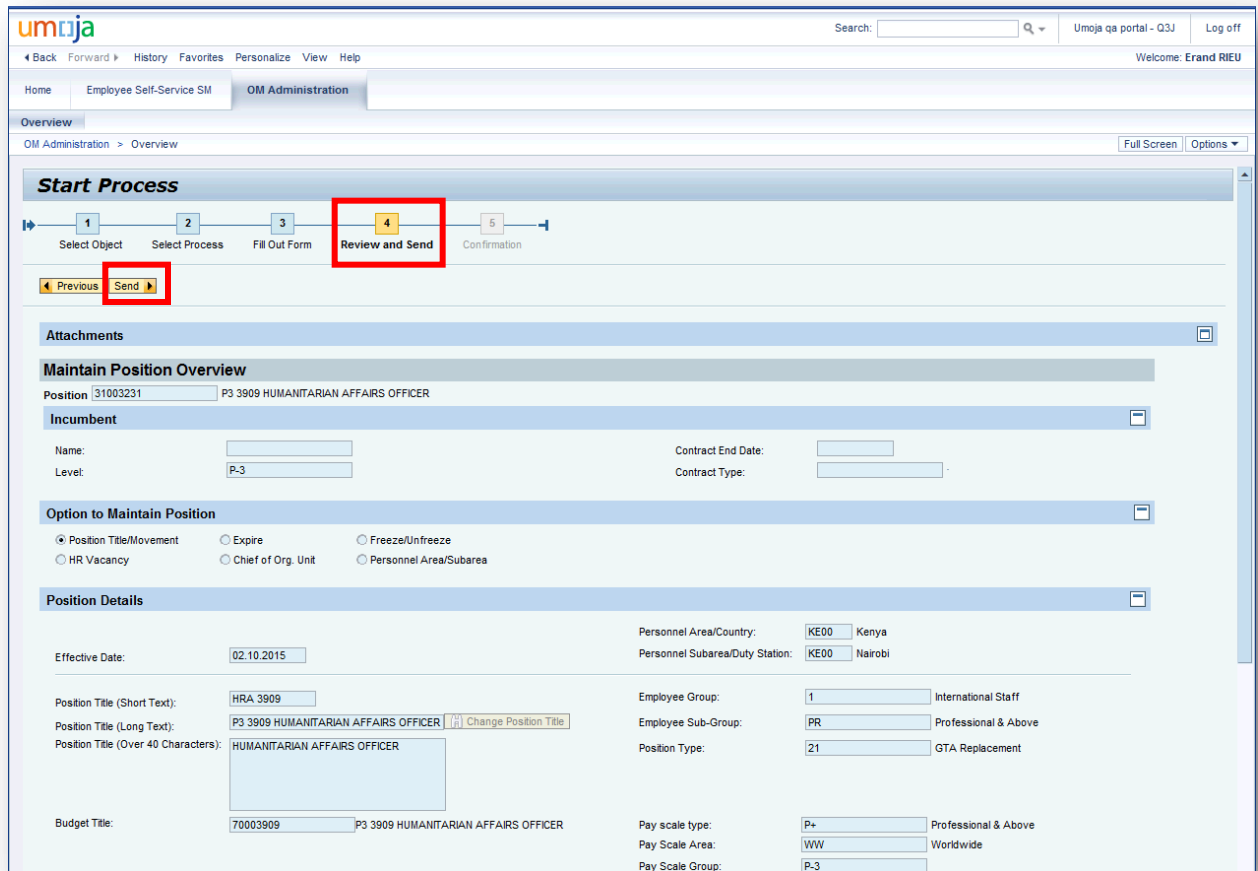 umoja
Search:
Umoja qa portal - Q3J
Log off
Back Forward History Favorites Personalize View Help
Welcome: Erand RIEU
Home Employee Self-Service SM OM Administration
Overview
OM Administration > Overview
Full Screen Options
Start Process
1 2 3 4 5
Select Object Select Process Fill Out Form Review and Send Confirmation
Previous Send
Attachments
Maintain Position Overview
Position 31003231 P3 3909 HUMANITARIAN AFFAIRS OFFICER
Incumbent
Name: Contract End Date:
Level: P-3 Contract Type:
Option to Maintain Position
Position Title/Movement Expire Freeze/Unfreeze
HR Vacancy Chief of Org. Unit Personnel Area/Subarea
Position Details
Personnel Area/Country: KE00 Kenya
Effective Date: 02.10.2015 Personnel Subarea/Duty Station: KE00 Nairobi
Position Title (Short Text): HRA 3909 Employee Group: 1 International Staff
Position Title (Long Text): P3 3909 HUMANITARIAN AFFAIRS OFFICER Change Position Title Employee Sub-Group: PR Professional & Above
Position Title (Over 40 Characters): HUMANITARIAN AFFAIRS OFFICER Position Type: 21 GTA Replacement
Budget Title: 70003909 P3 3909 HUMANITARIAN AFFAIRS OFFICER Pay scale type: P+ Professional & Above
Pay Scale Area: WW Worldwide
Pay Scale Group: P-3